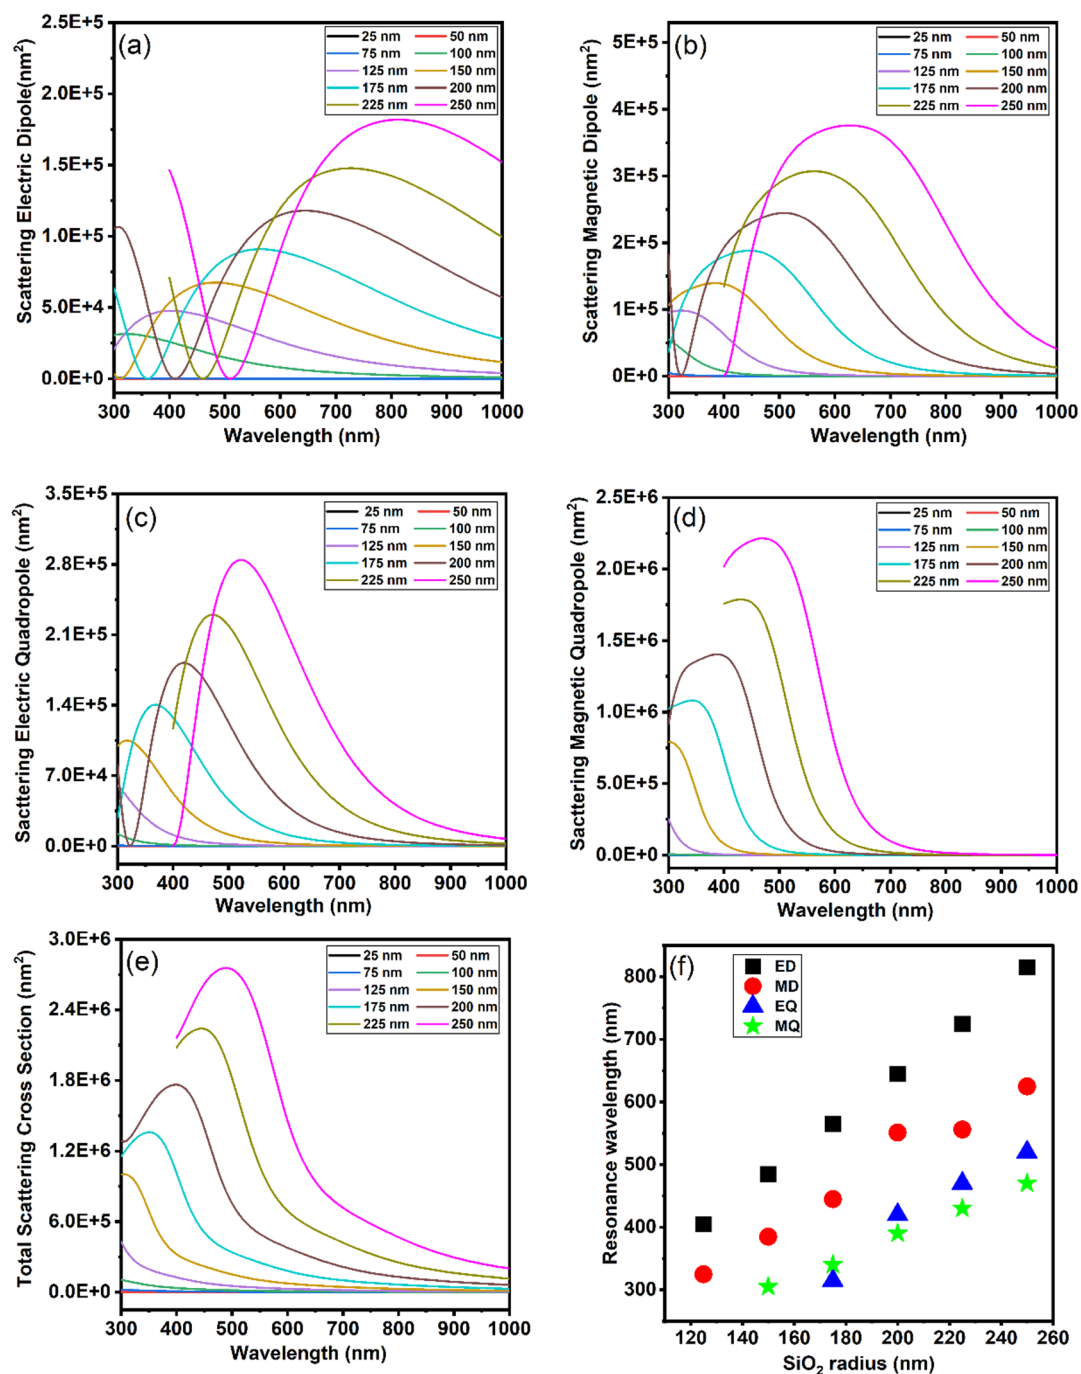 (a)
Scattering Electric Dipole(nm²)
2.5E+5
2.0E+5
1.5E+5
1.0E+5
5.0E+4
0.0E+0
25 nm 50 nm
75 nm 100 nm
125 nm 150 nm
175 nm 200 nm
225 nm 250 nm
300 400 500 600 700 800 900 1000
Wavelength (nm)
(b)
Scattering Magnetic Dipole (nm²)
5E+5
4E+5
3E+5
2E+5
1E+5
0E+0
25 nm 50 nm
75 nm 100 nm
125 nm 150 nm
175 nm 200 nm
225 nm 250 nm
300 400 500 600 700 800 900 1000
Wavelength (nm)
(c)
Sacttering Electric Quadropole (nm²)
3.5E+5
2.8E+5
2.1E+5
1.4E+5
7.0E+4
0.0E+0
25 nm 50 nm
75 nm 100 nm
125 nm 150 nm
175 nm 200 nm
225 nm 250 nm
300 400 500 600 700 800 900 1000
Wavelength (nm)
(d)
Sacttering Magnetic Quadropole (nm²)
2.5E+6
2.0E+6
1.5E+6
1.0E+6
5.0E+5
0.0E+0
25 nm 50 nm
75 nm 100 nm
125 nm 150 nm
175 nm 200 nm
225 nm 250 nm
300 400 500 600 700 800 900 1000
Wavelength (nm)
(e)
Total Scattering Cross Section (nm²)
3.0E+6
2.4E+6
1.8E+6
1.2E+6
6.0E+5
0.0E+0
25 nm 50 nm
75 nm 100 nm
125 nm 150 nm
175 nm 200 nm
225 nm 250 nm
300 400 500 600 700 800 900 1000
Wavelength (nm)
(f)
Resonance wavelength (nm)
800
700
600
500
400
300
ED
MD
EQ
MQ
120 140 160 180 200 220 240 260
SiO₂ radius (nm)